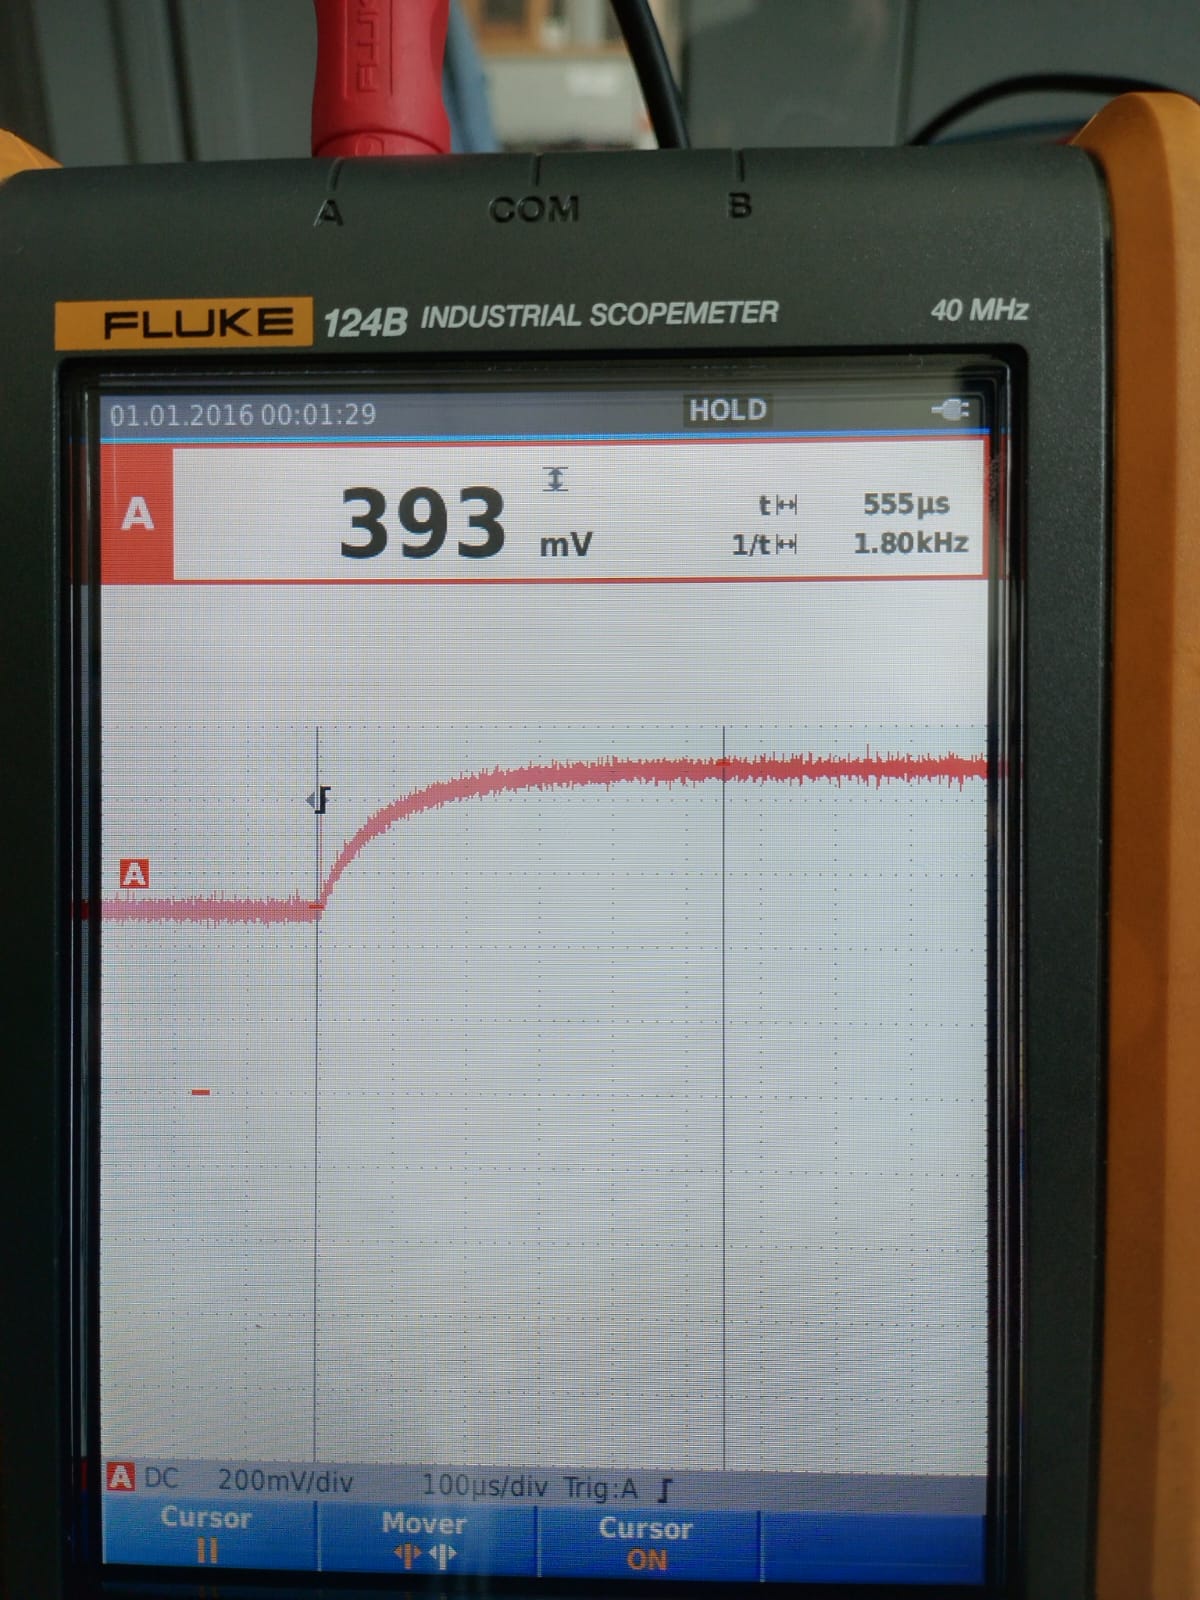 FLUKE
A COM B
FLUKE 124B INDUSTRIAL SCOPEMETER 40 MHz
01.01.2016 00:01:29 HOLD
A 393 mV
t 555µs
1/t 1.80kHz
A
A DC 200mV/div 100µs/div Trig:A
Cursor Mover Cursor
ON